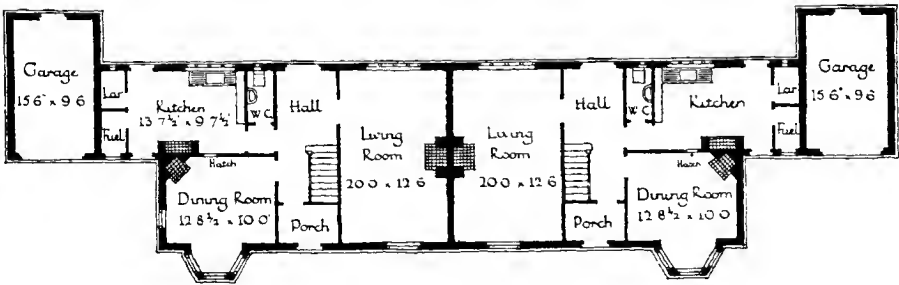 Garage
15.6" x 9.6
Lar
Fuel
Kitchen
13.7½ x 9.7½
W.C.
Hall
Living
Room
20.0 x 12.6
Hatch
Dining Room
12.8½ x 10.0
Porch
Living
Room
20.0 x 12.6
Hall
Porch
W.C.
Kitchen
Lar
Fuel
Hatch
Dining Room
12.8½ x 10.0
Garage
15.6" x 9.6